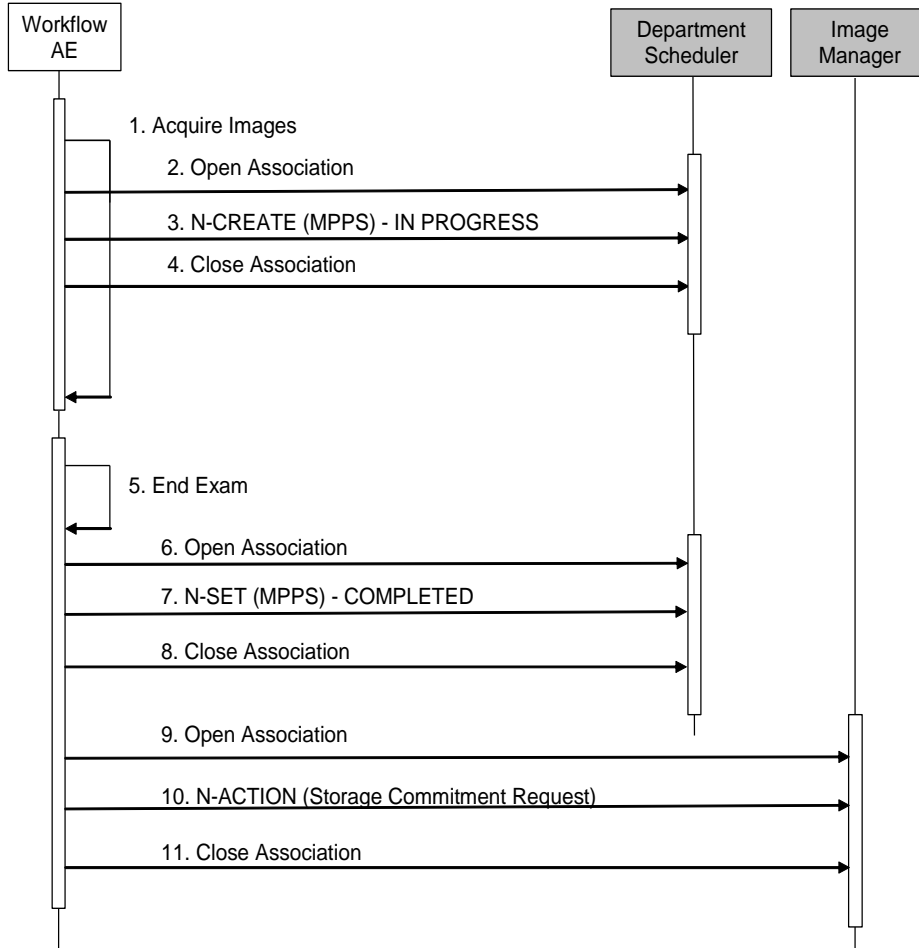 Workflow
AE
Department
Scheduler
Image
Manager
1. Acquire Images
2. Open Association
3. N-CREATE (MPPS) - IN PROGRESS
4. Close Association
5. End Exam
6. Open Association
7. N-SET (MPPS) - COMPLETED
8. Close Association
9. Open Association
10. N-ACTION (Storage Commitment Request)
11. Close Association